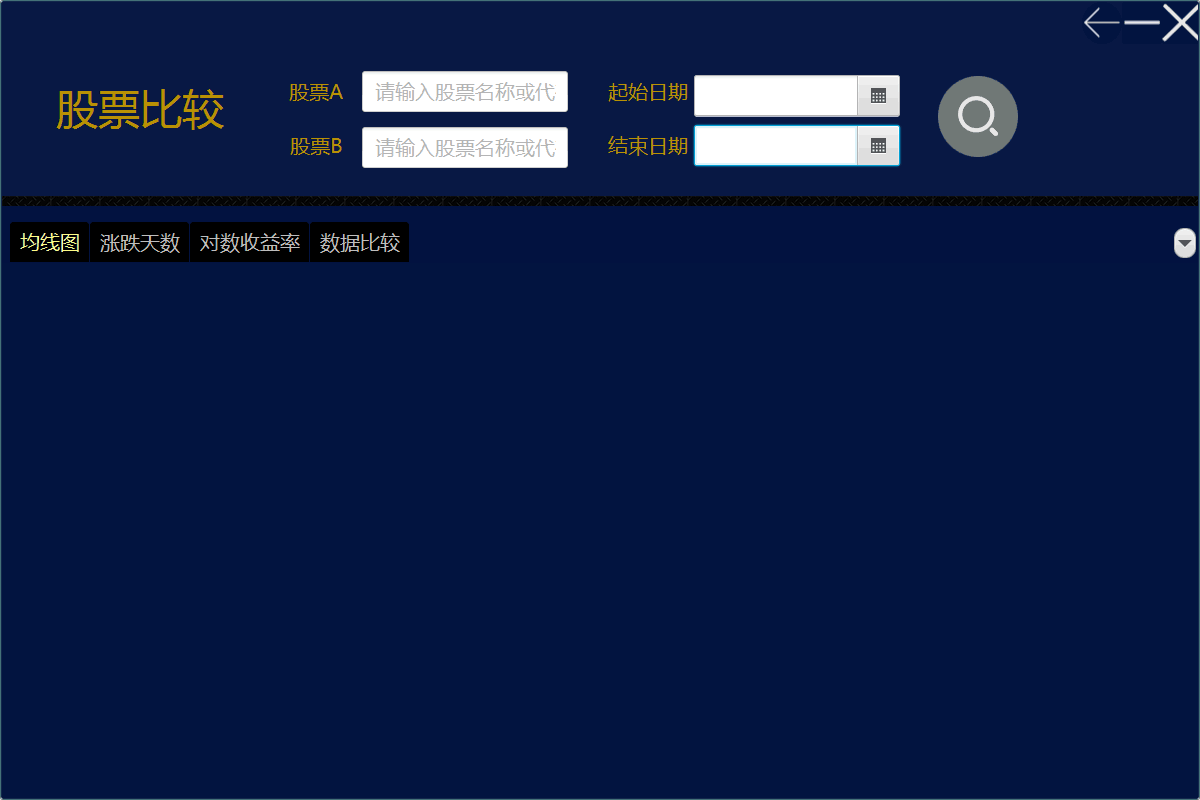 股票比较
股票A 请输入股票名称或代
股票B 请输入股票名称或代
起始日期
结束日期
均线图 涨跌天数 对数收益率 数据比较